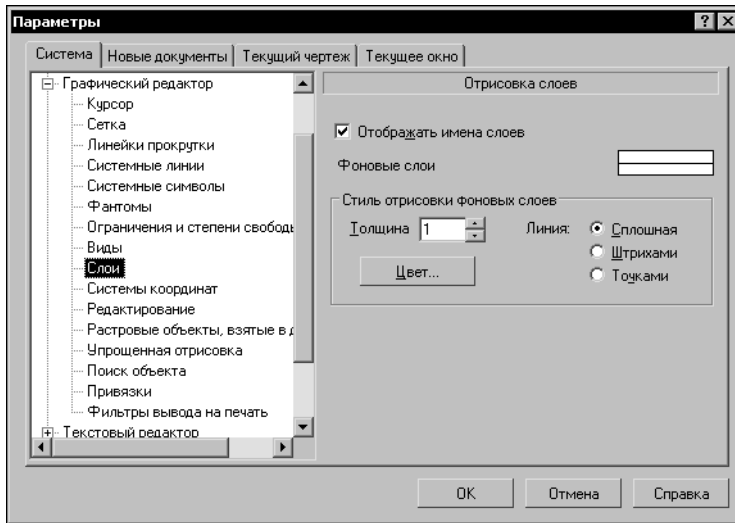 Параметры
Система
Новые документы
Текущий чертеж
Текущее окно
Графический редактор
Курсор
Сетка
Линейки прокрутки
Системные линии
Системные символы
Фантомы
Ограничения и степени свободы
Виды
Слои
Системы координат
Редактирование
Растровые объекты, взятые в д
Упрощенная отрисовка
Поиск объекта
Привязки
Фильтры вывода на печать
Текстовый редактор
Отрисовка слоев
Отображать имена слоев
Фоновые слои
Стиль отрисовки фоновых слоев
Толщина 1 Линия: Сплошная
Штрихами
Цвет...
Точками
ОК Отмена Справка